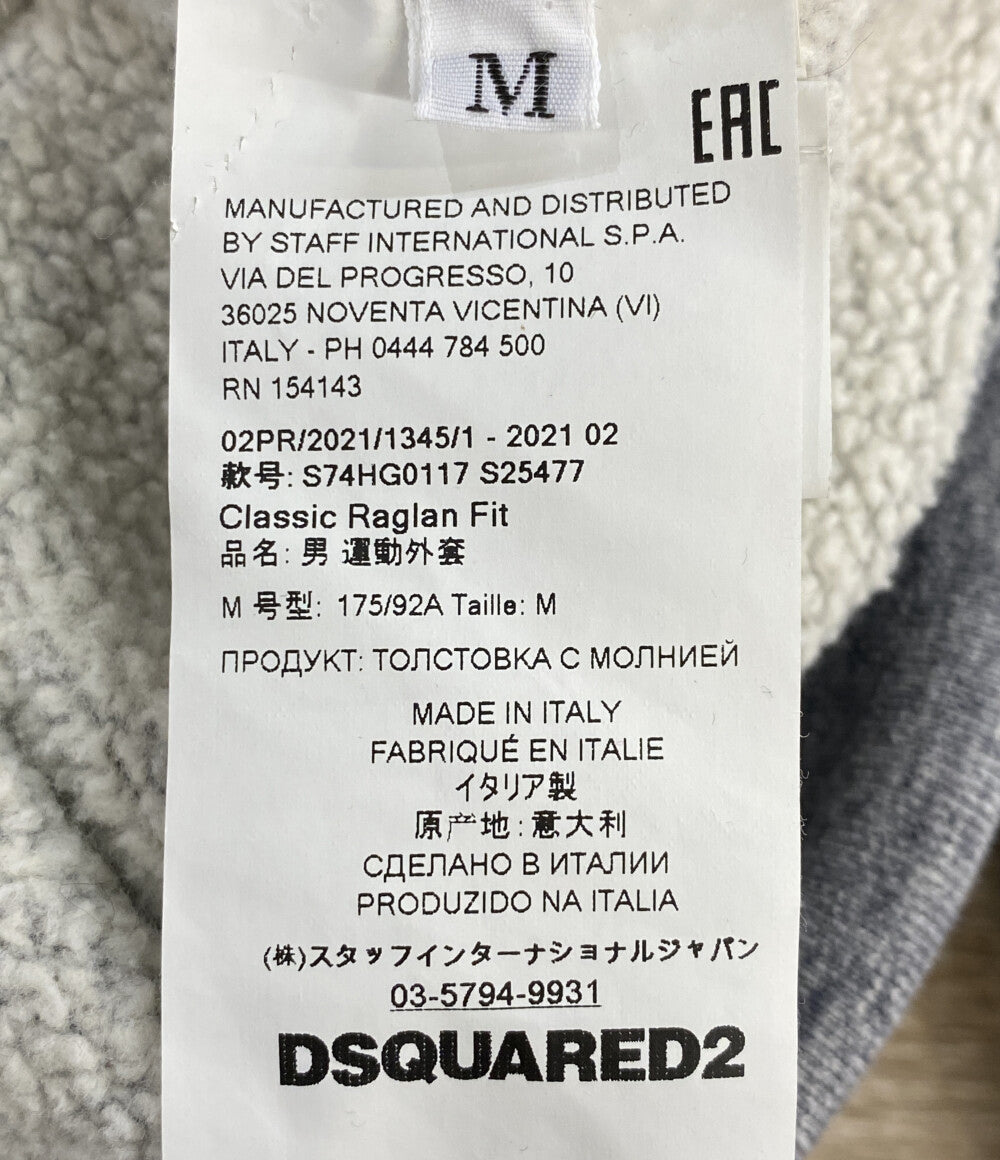 M
EAC
MANUFACTURED AND DISTRIBUTED
BY STAFF INTERNATIONAL S.P.A.
VIA DEL PROGRESSO, 10
36025 NOVENTA VICENTINA (VI)
ITALY - PH 0444 784 500
RN 154143
02PR/2021/1345/1 - 2021 02
款号: S74HG0117 S25477
Classic Raglan Fit
品名: 男 運動外套
M 号型: 175/92A Taille: M
ПРОДУКТ: ТОЛСТОВКА С МОЛНИЕЙ
MADE IN ITALY
FABRIQUÉ EN ITALIE
イタリア製
原产地:意大利
СДЕЛАНО В ИТАЛИИ
PRODUZIDO NA ITALIA
(株)スタッフインターナショナルジャパン
03-5794-9931
DSQUARED2